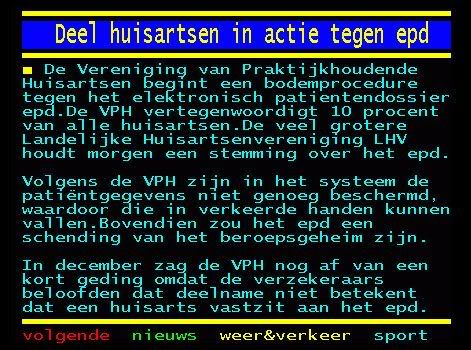 Deel huisartsen in actie tegen epd
De Vereniging van Praktijkhoudende
Huisartsen begint een bodemprocedure
tegen het elektronisch patientendossier
epd.De VPH vertegenwoordigt 10 procent
van alle huisartsen.De veel grotere
Landelijke Huisartsenvereniging LHV
houdt morgen een stemming over het epd.
Volgens de VPH zijn in het systeem de
patiëntgegevens niet genoeg beschermd,
waardoor die in verkeerde handen kunnen
vallen.Bovendien zou het epd een
schending van het beroepsgeheim zijn.
In december zag de VPH nog af van een
kort geding omdat de verzekeraars
beloofden dat deelname niet betekent
dat een huisarts vastzit aan het epd.
volgende nieuws weer&verkeer sport